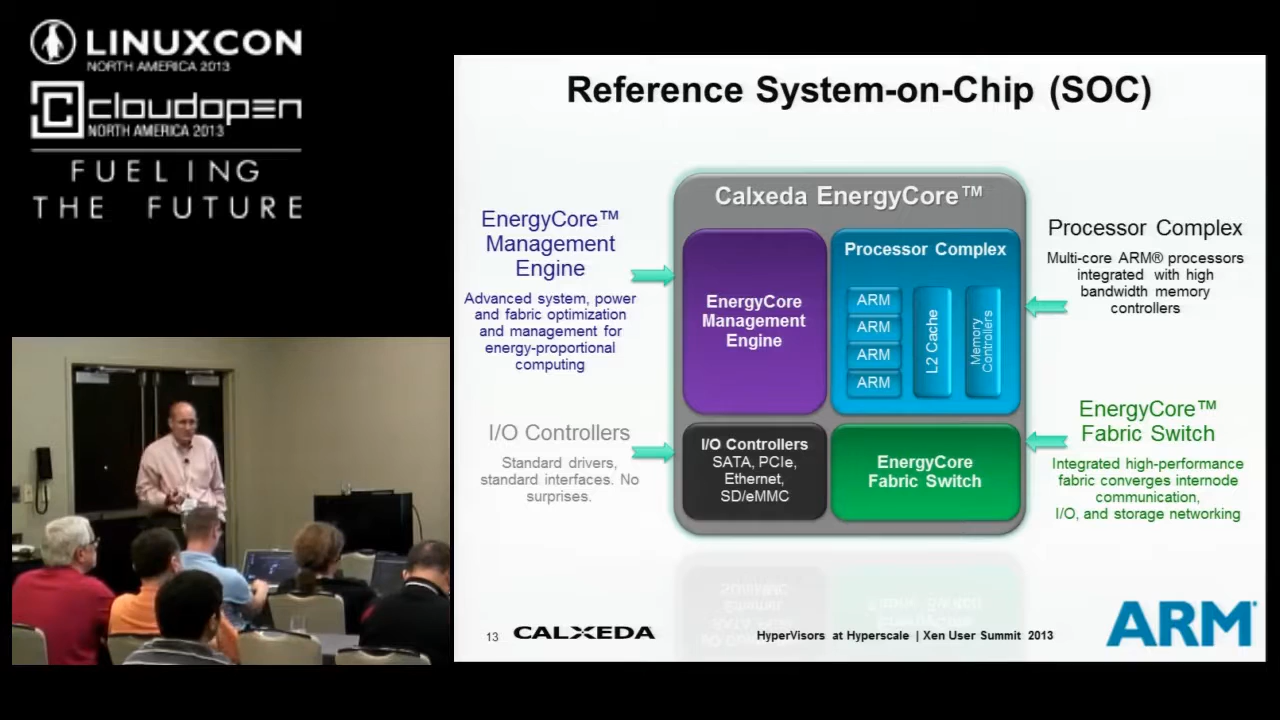 LINUXCON
NORTH AMERICA 2013
cloudopen
NORTH AMERICA 2013
FUELING
THE FUTURE
Reference System-on-Chip (SOC)
Calxeda EnergyCore™
EnergyCore™
Management
Engine
Advanced system, power
and fabric optimization
and management for
energy-proportional
computing
I/O Controllers
Standard drivers,
standard interfaces. No
surprises.
EnergyCore
Management
Engine
Processor Complex
ARM
ARM
ARM
ARM
L2 Cache
Memory
Controllers
I/O Controllers
SATA, PCIe,
Ethernet,
SD/eMMC
EnergyCore
Fabric Switch
Processor Complex
Multi-core ARM® processors
integrated with high
bandwidth memory
controllers
EnergyCore™
Fabric Switch
Integrated high-performance
fabric converges internode
communication,
I/O, and storage networking
13 CALXEDA HyperVisors at Hyperscale | Xen User Summit 2013
ARM®